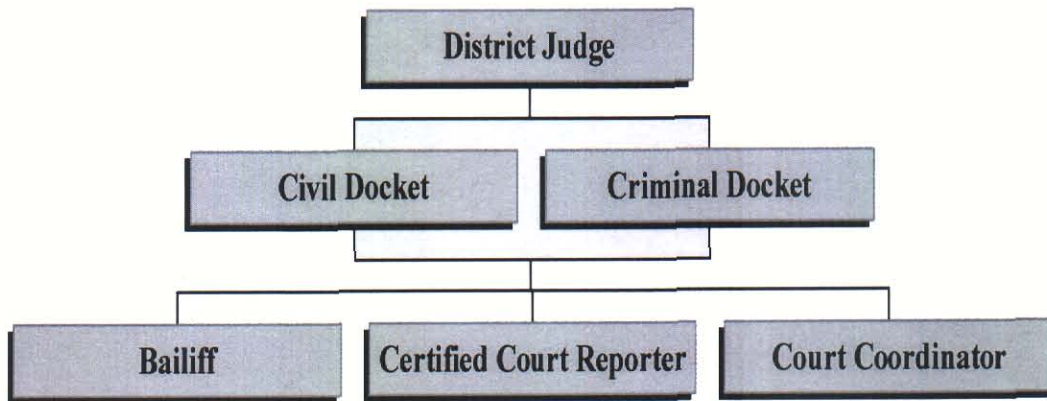 District Judge
Civil Docket
Criminal Docket
Bailiff
Certified Court Reporter
Court Coordinator